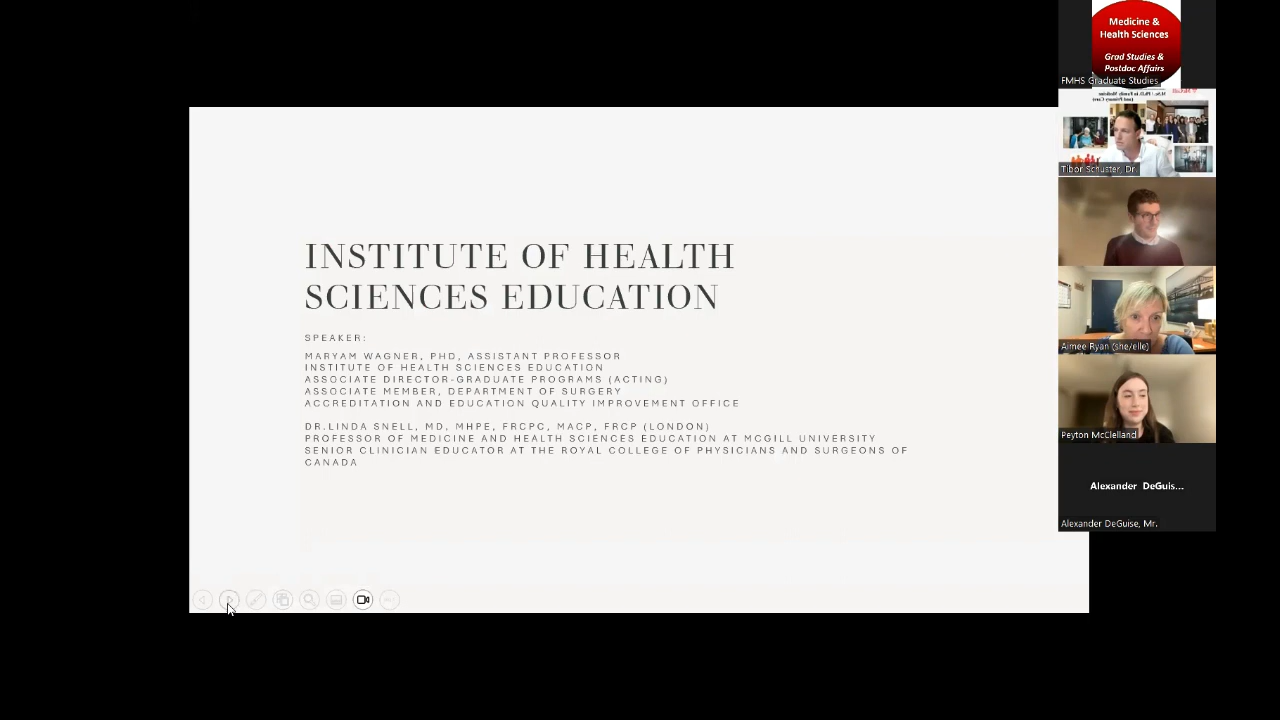 INSTITUTE OF HEALTH
SCIENCES EDUCATION
SPEAKER:
MARYAM WAGNER, PHD, ASSISTANT PROFESSOR
INSTITUTE OF HEALTH SCIENCES EDUCATION
ASSOCIATE DIRECTOR-GRADUATE PROGRAMS (ACTING)
ASSOCIATE MEMBER, DEPARTMENT OF SURGERY
ACCREDITATION AND EDUCATION QUALITY IMPROVEMENT OFFICE
DR.LINDA SNELL, MD, MHPE, FRCPC, MACP, FRCP (LONDON)
PROFESSOR OF MEDICINE AND HEALTH SCIENCES EDUCATION AT MCGILL UNIVERSITY
SENIOR CLINICIAN EDUCATOR AT THE ROYAL COLLEGE OF PHYSICIANS AND SURGEONS OF
CANADA
Medicine &
Health Sciences
Grad Studies &
Postdoc Affairs
FMHS Graduate Studies
Tibor Schuster, Dr.
Aimee Ryan (she/elle)
Peyton McClelland
Alexander DeGuis...
Alexander DeGuise, Mr.